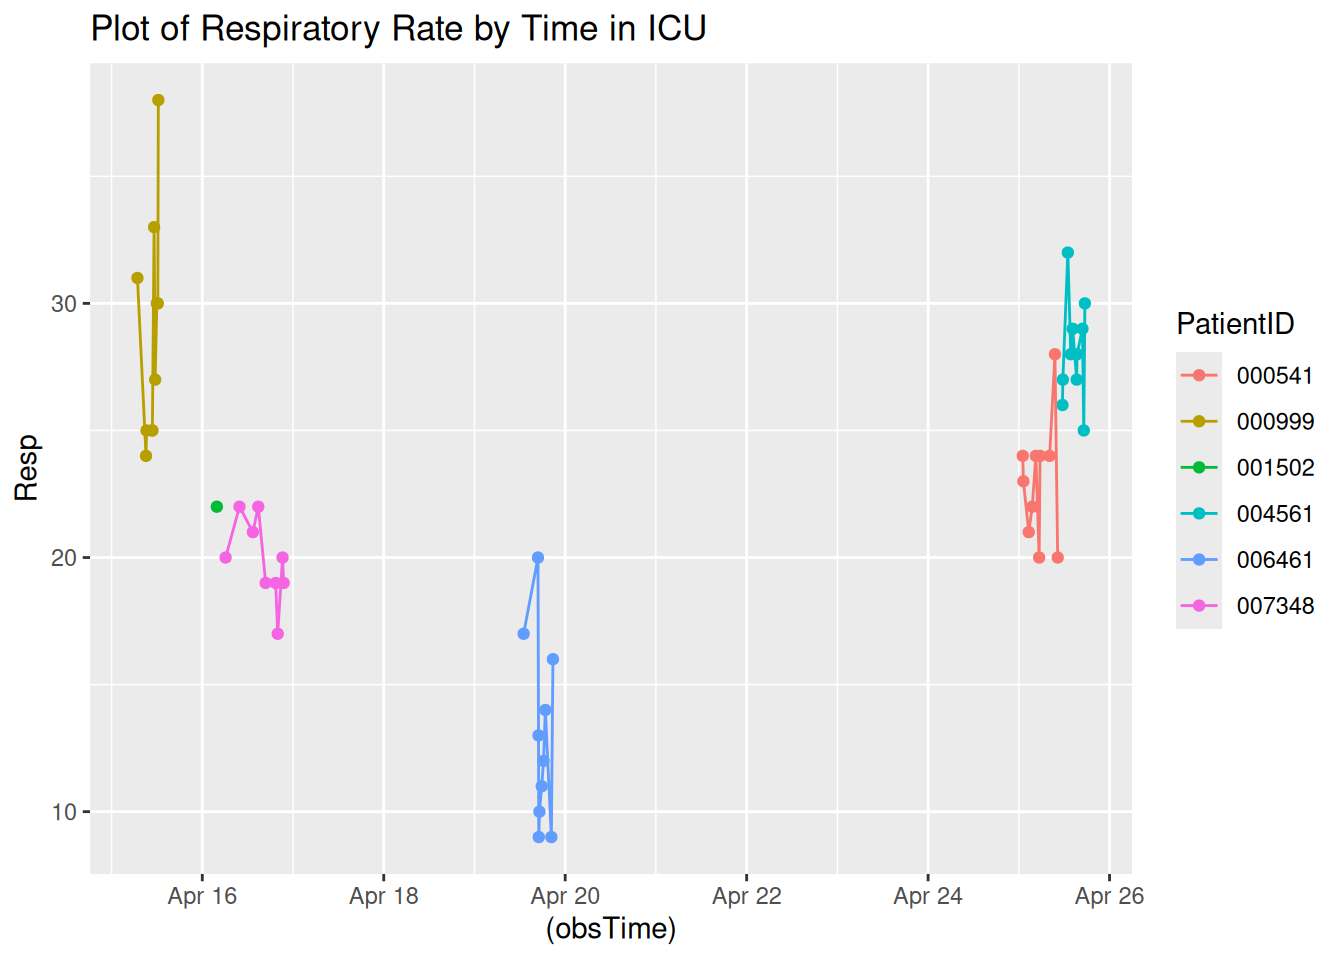 Plot of Respiratory Rate by Time in ICU
Resp
30
20
10
Apr 16 Apr 18 Apr 20 Apr 22 Apr 24 Apr 26
(obsTime)
PatientID
000541
000999
001502
004561
006461
007348